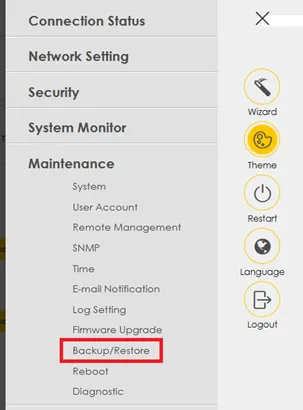 Connection Status
Network Setting
Security
System Monitor
Maintenance
System
User Account
Remote Management
SNMP
Time
E-mail Notification
Log Setting
Firmware Upgrade
Backup/Restore
Reboot
Diagnostic
Wizard
Theme
Restart
Language
Logout